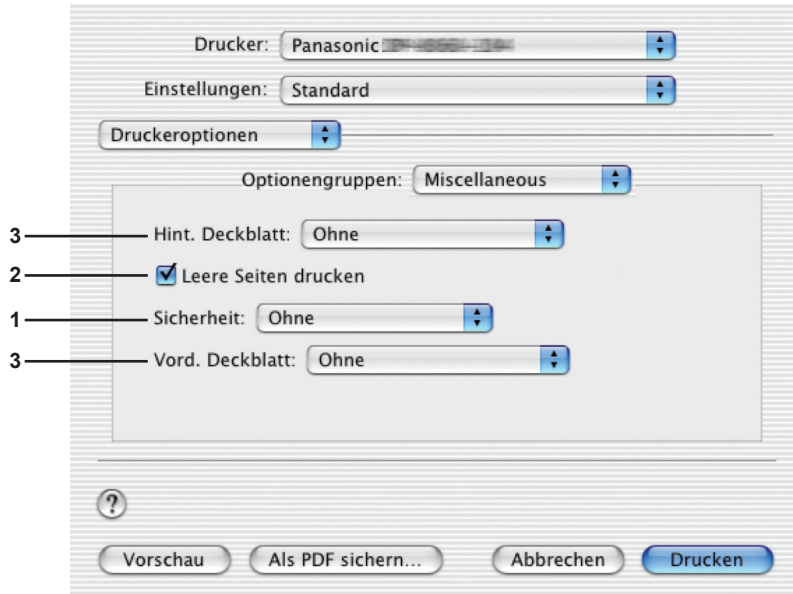 Drucker: Panasonic
Einstellungen: Standard
Druckeroptionen
Optionengruppen: Miscellaneous
3 Hint. Deckblatt: Ohne
2 Leere Seiten drucken
1 Sicherheit: Ohne
3 Vord. Deckblatt: Ohne
?
Vorschau Als PDF sichern... Abbrechen Drucken